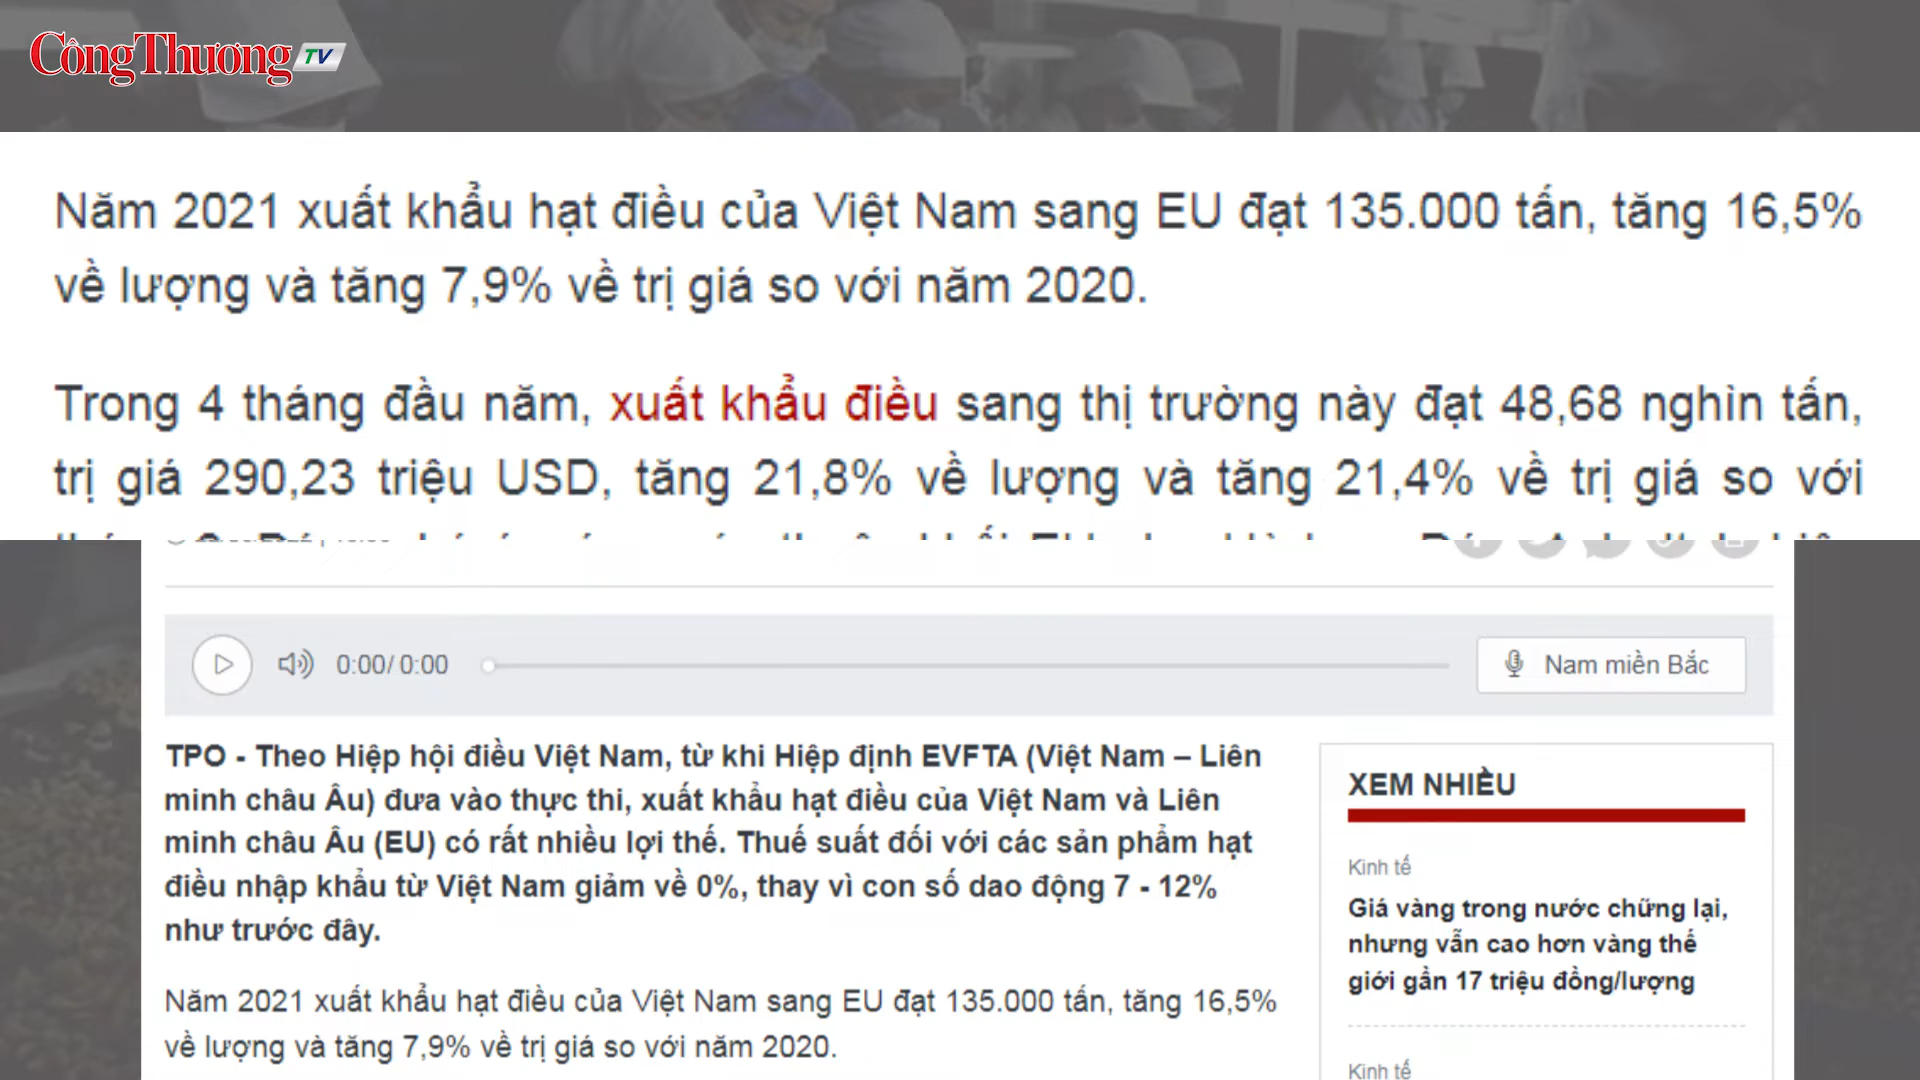 CôngThương TV
Năm 2021 xuất khẩu hạt điều của Việt Nam sang EU đạt 135.000 tấn, tăng 16,5%
về lượng và tăng 7,9% về trị giá so với năm 2020.
Trong 4 tháng đầu năm, xuất khẩu điều sang thị trường này đạt 48,68 nghìn tấn,
trị giá 290,23 triệu USD, tăng 21,8% về lượng và tăng 21,4% về trị giá so với
0:00/ 0:00
Nam miền Bắc
TPO - Theo Hiệp hội điều Việt Nam, từ khi Hiệp định EVFTA (Việt Nam – Liên
minh châu Âu) đưa vào thực thi, xuất khẩu hạt điều của Việt Nam và Liên
minh châu Âu (EU) có rất nhiều lợi thế. Thuế suất đối với các sản phẩm hạt
điều nhập khẩu từ Việt Nam giảm về 0%, thay vì con số dao động 7 - 12%
như trước đây.
Năm 2021 xuất khẩu hạt điều của Việt Nam sang EU đạt 135.000 tấn, tăng 16,5%
về lượng và tăng 7,9% về trị giá so với năm 2020.
XEM NHIỀU
Kinh tế
Giá vàng trong nước chững lại,
nhưng vẫn cao hơn vàng thế
giới gần 17 triệu đồng/lượng
Kinh tế